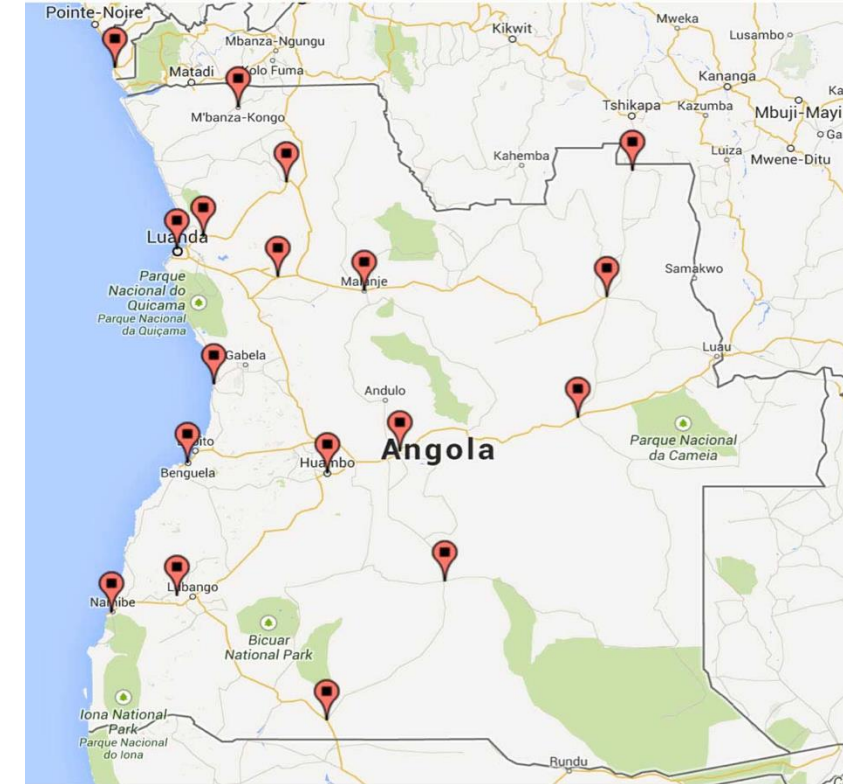 Pointe-Noire
Mweka
Kikwit
Lusambo
Mbanza-Ngungu
Matadi
Kolo Fuma
Kananga
Tshikapa
Kazumba
Mbuji-Mayi
M'banza-Kongo
Kahemba
Luiza
Mwene-Ditu
Luanda
Samakwo
Parque
Nacional do
Quicama
Parque Nacional
da Quiçama
Malanje
Luau
Gabela
Andulo
Angola
Parque Nacional
da Cameia
Huambo
Benguela
Lubango
Namibe
Bicuar
National Park
Iona National
Park
Parque Nacional
do Iona
Rundu